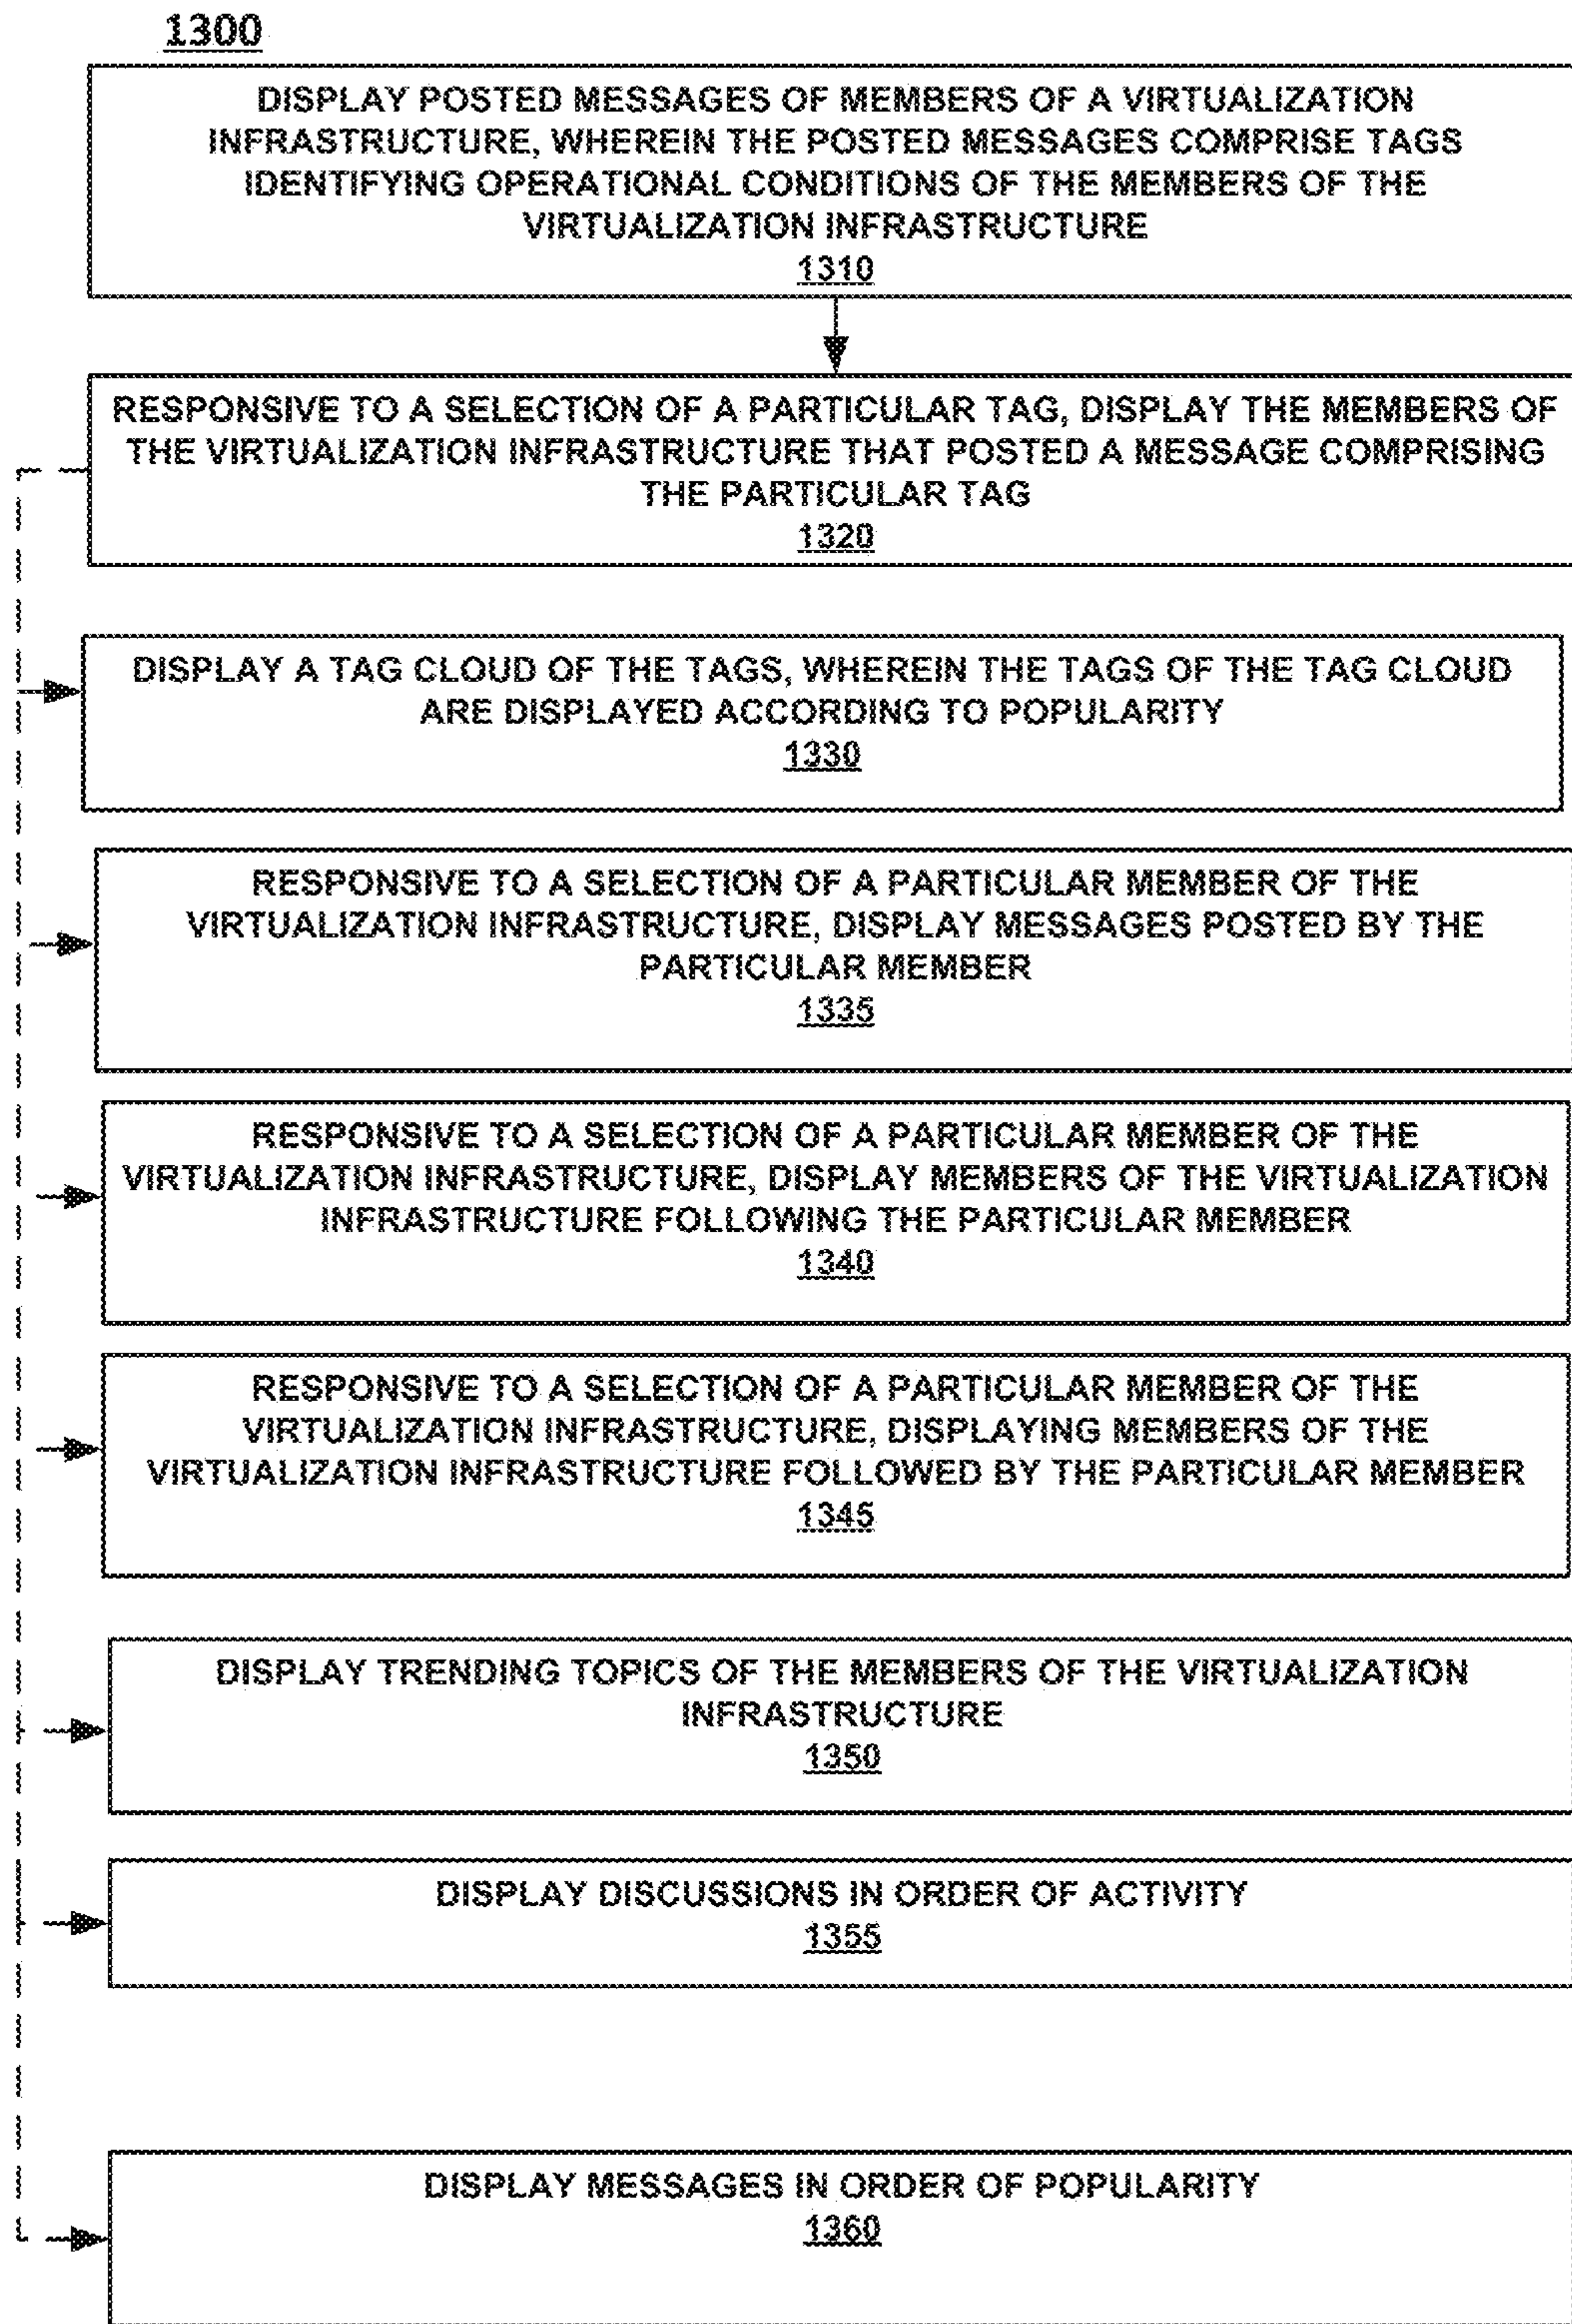 1300
DISPLAY POSTED MESSAGES OF MEMBERS OF A VIRTUALIZATION
INFRASTRUCTURE, WHEREIN THE POSTED MESSAGES COMPRISE TAGS
IDENTIFYING OPERATIONAL CONDITIONS OF THE MEMBERS OF THE
VIRTUALIZATION INFRASTRUCTURE
1310
RESPONSIVE TO A SELECTION OF A PARTICULAR TAG, DISPLAY THE MEMBERS OF
THE VIRTUALIZATION INFRASTRUCTURE THAT POSTED A MESSAGE COMPRISING
THE PARTICULAR TAG
1320
DISPLAY A TAG CLOUD OF THE TAGS, WHEREIN THE TAGS OF THE TAG CLOUD
ARE DISPLAYED ACCORDING TO POPULARITY
1330
RESPONSIVE TO A SELECTION OF A PARTICULAR MEMBER OF THE
VIRTUALIZATION INFRASTRUCTURE, DISPLAY MESSAGES POSTED BY THE
PARTICULAR MEMBER
1335
RESPONSIVE TO A SELECTION OF A PARTICULAR MEMBER OF THE
VIRTUALIZATION INFRASTRUCTURE, DISPLAY MEMBERS OF THE VIRTUALIZATION
INFRASTRUCTURE FOLLOWING THE PARTICULAR MEMBER
1340
RESPONSIVE TO A SELECTION OF A PARTICULAR MEMBER OF THE
VIRTUALIZATION INFRASTRUCTURE, DISPLAYING MEMBERS OF THE
VIRTUALIZATION INFRASTRUCTURE FOLLOWED BY THE PARTICULAR MEMBER
1345
DISPLAY TRENDING TOPICS OF THE MEMBERS OF THE VIRTUALIZATION
INFRASTRUCTURE
1350
DISPLAY DISCUSSIONS IN ORDER OF ACTIVITY
1355
DISPLAY MESSAGES IN ORDER OF POPULARITY
1360